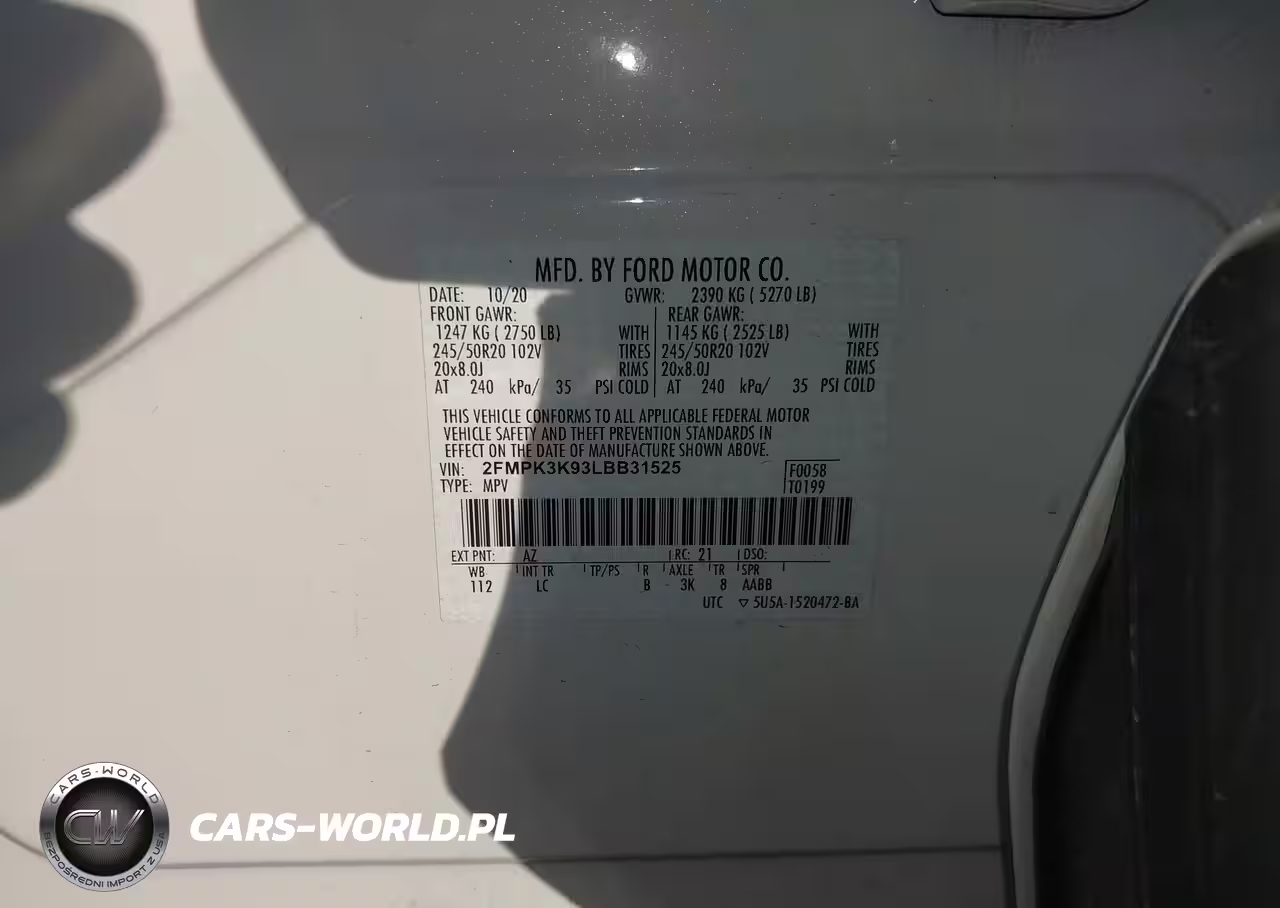 MFD. BY FORD MOTOR CO.
DATE: 10/20 GVWR: 2390 KG ( 5270 LB)
FRONT GAWR: REAR GAWR:
1247 KG ( 2750 LB) WITH 1145 KG ( 2525 LB) WITH
245/50R20 102V TIRES 245/50R20 102V TIRES
20x8.0J RIMS 20x8.0J RIMS
AT 240 kPa/ 35 PSI COLD AT 240 kPa/ 35 PSI COLD
THIS VEHICLE CONFORMS TO ALL APPLICABLE FEDERAL MOTOR
VEHICLE SAFETY AND THEFT PREVENTION STANDARDS IN
EFFECT ON THE DATE OF MANUFACTURE SHOWN ABOVE.
VIN: 2FMPK3K93LBB31525 F0058
TYPE: MPV T0199
EXT PNT: AZ RC: 21 DSO:
WB INT TR TP/PS R AXLE TR SPR
112 LC B 3K 8 AABB
UTC ▽ 5U5A-1520472-BA
CARS-WORLD
CW
BEZPOŚREDNI IMPORT Z USA
CARS-WORLD.PL